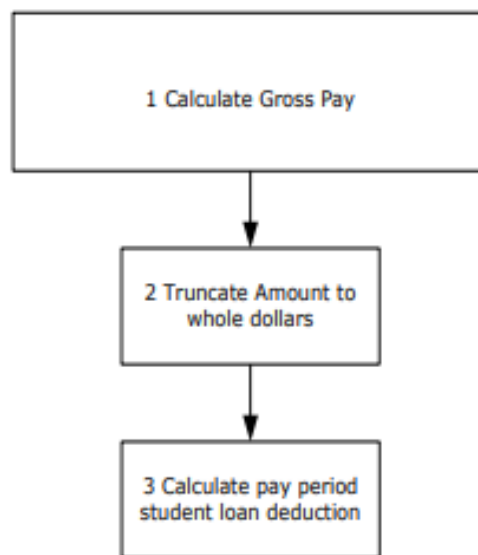 1 Calculate Gross Pay
2 Truncate Amount to
whole dollars
3 Calculate pay period
student loan deduction